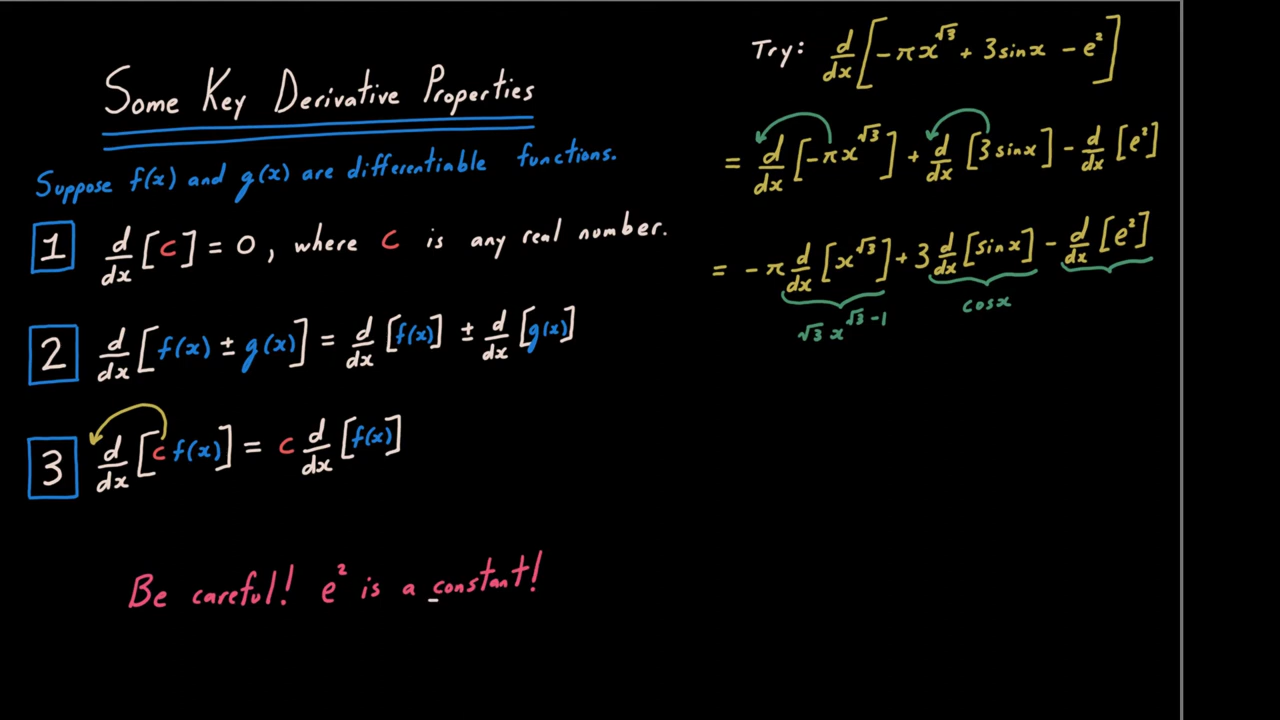 Some Key Derivative Properties
Suppose f(x) and g(x) are differentiable functions.
1 d/dx [c] = 0, where c is any real number.
2 d/dx [f(x) ± g(x)] = d/dx [f(x)] ± d/dx [g(x)]
3 d/dx [c f(x)] = c d/dx [f(x)]
Be careful! e² is a constant!
Try: d/dx [-πx^√3 + 3sinx - e²]
= d/dx [-πx^√3] + d/dx [3sinx] - d/dx [e²]
= -π d/dx [x^√3] + 3 d/dx [sinx] - d/dx [e²]
√3 x^√3-1 cosx